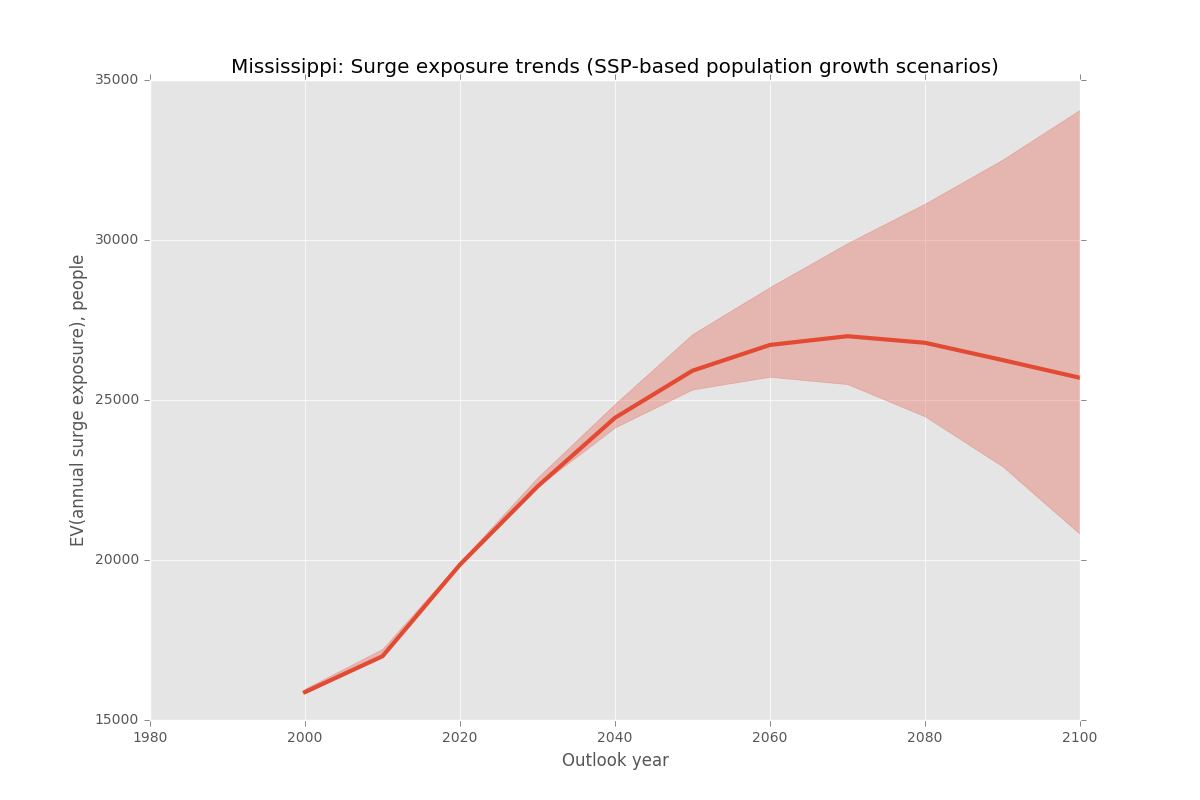 Mississippi: Surge exposure trends (SSP-based population growth scenarios)
35000
30000
25000
20000
15000
EV(annual surge exposure), people
1980 2000 2020 2040 2060 2080 2100
Outlook year